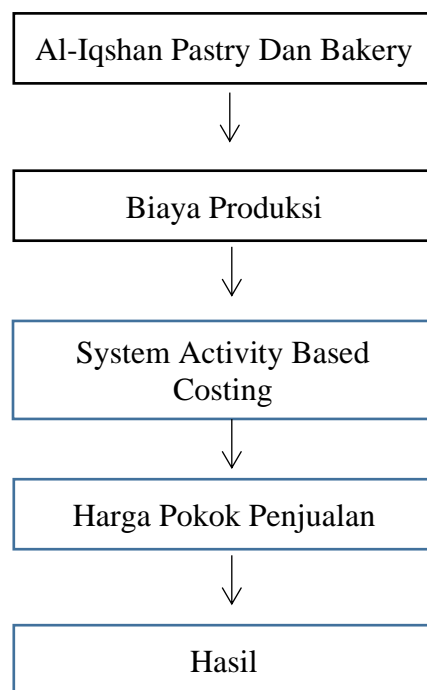 Al-Iqshan Pastry Dan Bakery
Biaya Produksi
System Activity Based
Costing
Harga Pokok Penjualan
Hasil